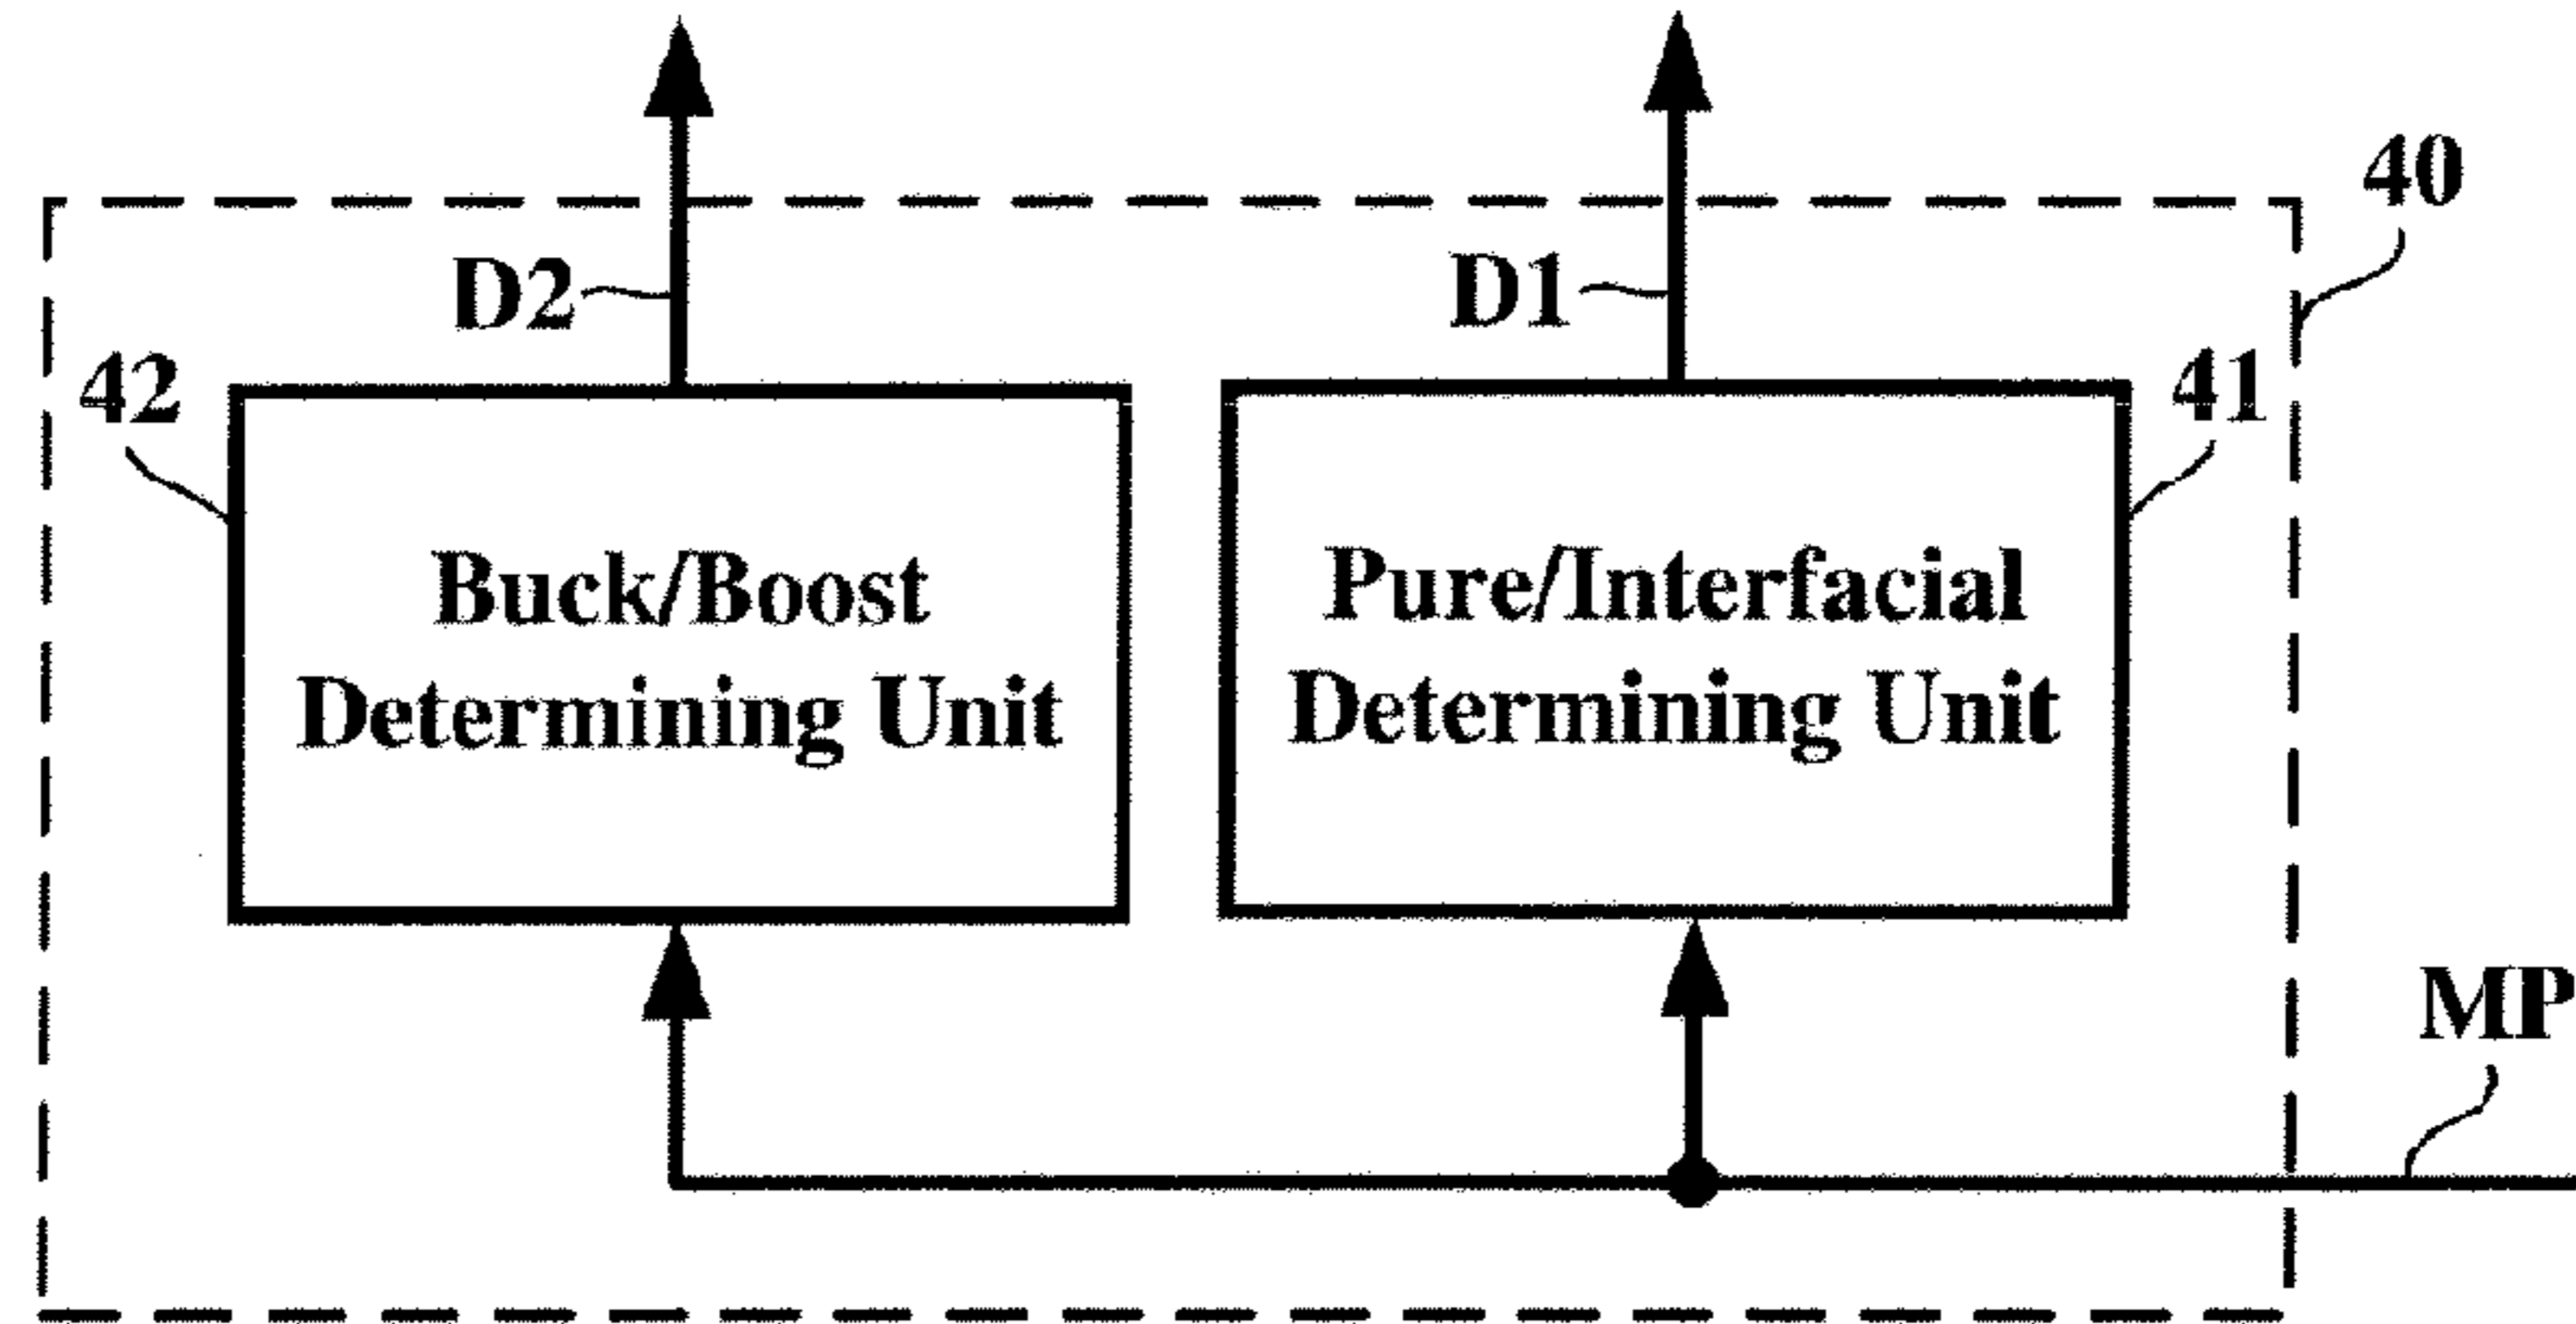 40
D2
D1
42
41
Buck/Boost
Determining Unit
Pure/Interfacial
Determining Unit
MP